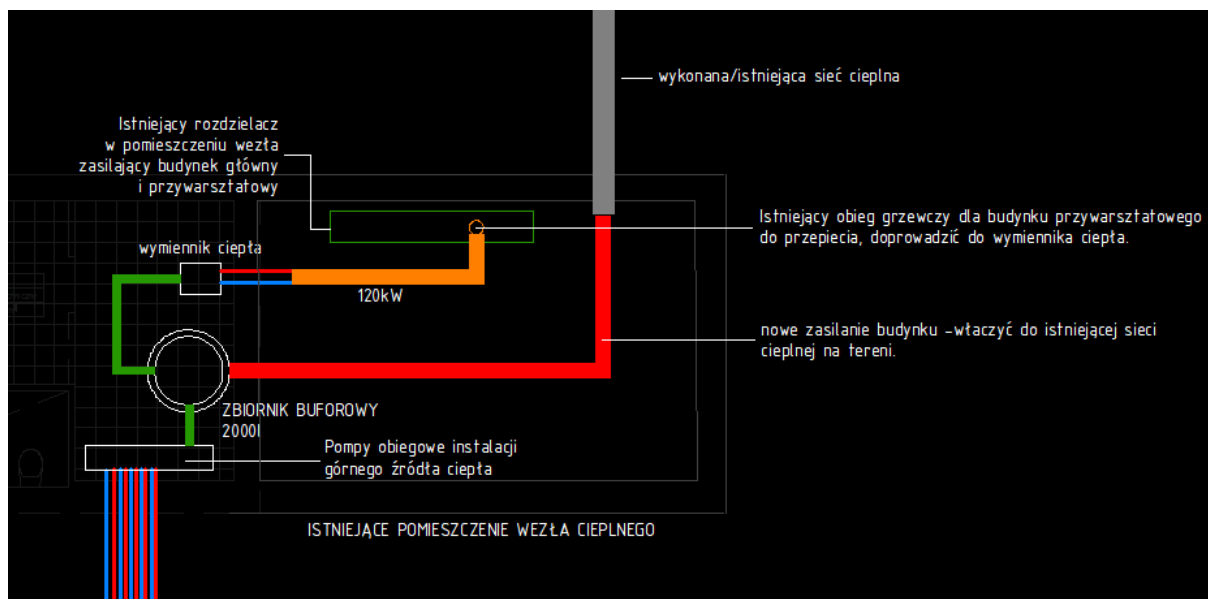 wykonana/istniejąca sieć cieplna
Istniejący rozdzielacz
w pomieszczeniu wezła
zasilający budynek główny
i przywarsztatowy
Istniejący obieg grzewczy dla budynku przywarsztatowego
do przepiecia, doprowadzić do wymiennika ciepła.
wymiennik ciepła
120kW
nowe zasilanie budynku -właczyć do istniejącej sieci
cieplnej na tereni.
ZBIORNIK BUFOROWY
2000l
Pompy obiegowe instalacji
górnego źródła ciepła
ISTNIEJĄCE POMIESZCZENIE WEZŁA CIEPLNEGO